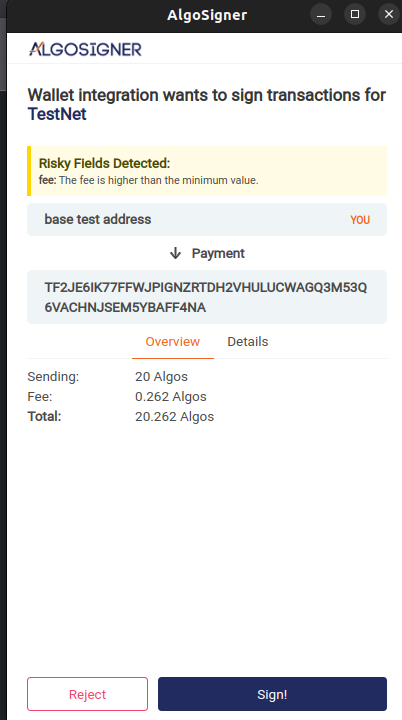 AlgoSigner
ALGOSIGNER
Wallet integration wants to sign transactions for
TestNet
Risky Fields Detected:
fee: The fee is higher than the minimum value.
base test address YOU
Payment
TF2JE6IK77FFWJPIGNZRTDH2VHULUCWAGQ3M53Q
6VACHNJSEM5YBAFF4NA
Overview Details
Sending: 20 Algos
Fee: 0.262 Algos
Total: 20.262 Algos
Reject Sign!